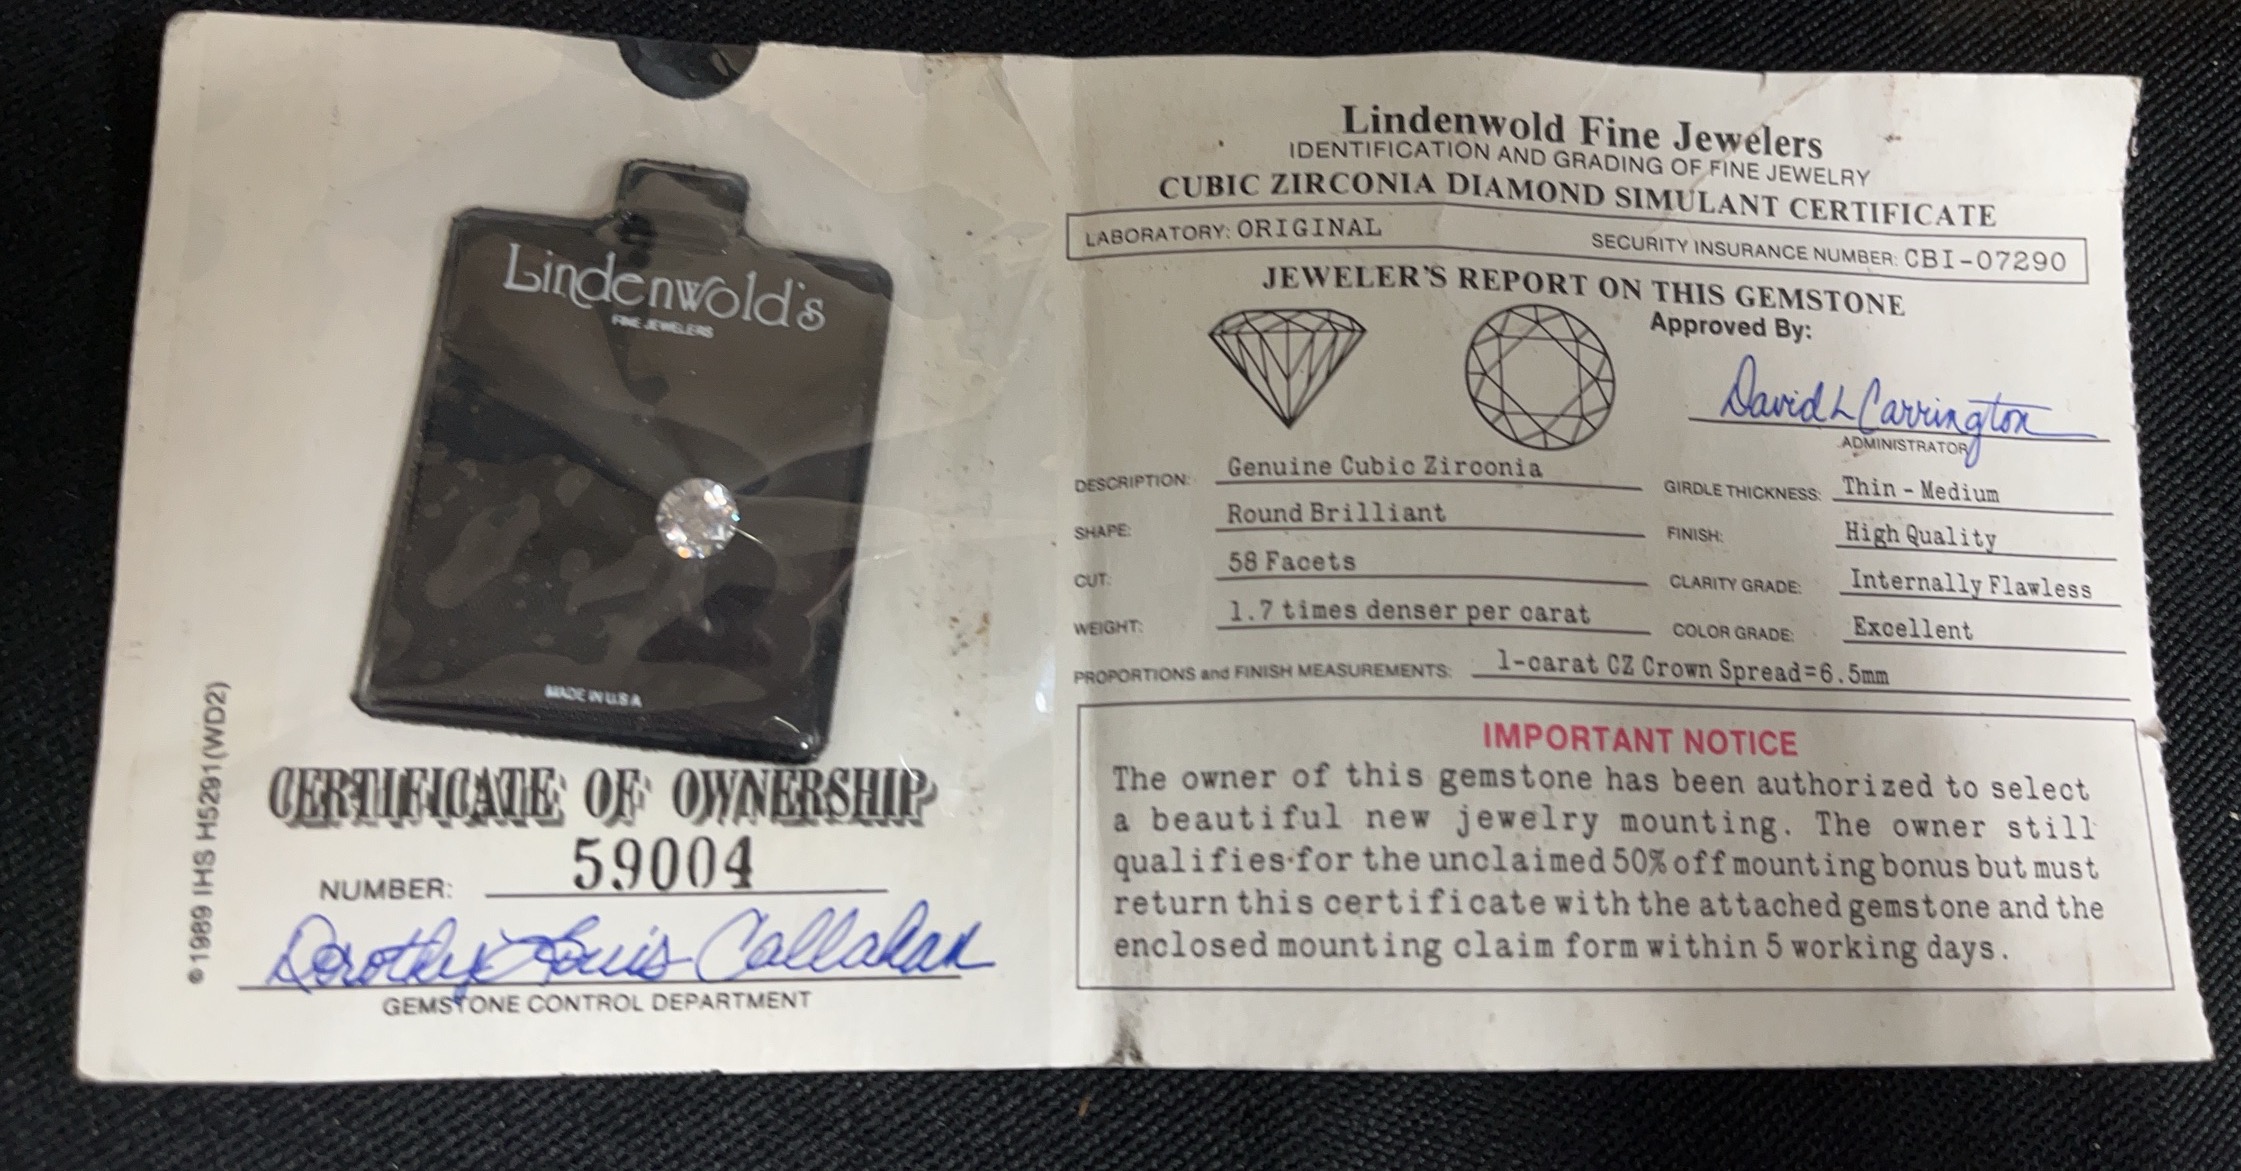 Lindenwold's
FINE JEWELERS
MADE IN U.S.A
©1989 IHS H5291(WD2)
CERTIFICATE OF OWNERSHIP
NUMBER: 59004
Dorothy Louis Callahan
GEMSTONE CONTROL DEPARTMENT
Lindenwold Fine Jewelers
IDENTIFICATION AND GRADING OF FINE JEWELRY
CUBIC ZIRCONIA DIAMOND SIMULANT CERTIFICATE
LABORATORY: ORIGINAL SECURITY INSURANCE NUMBER: CBI-07290
JEWELER'S REPORT ON THIS GEMSTONE
Approved By:
David L Carrington
ADMINISTRATOR
DESCRIPTION: Genuine Cubic Zirconia GIRDLE THICKNESS: Thin - Medium
SHAPE: Round Brilliant FINISH: High Quality
CUT: 58 Facets CLARITY GRADE: Internally Flawless
WEIGHT: 1.7 times denser per carat COLOR GRADE: Excellent
PROPORTIONS and FINISH MEASUREMENTS: 1-carat CZ Crown Spread=6.5mm
IMPORTANT NOTICE
The owner of this gemstone has been authorized to select
a beautiful new jewelry mounting. The owner still
qualifies for the unclaimed 50% off mounting bonus but must
return this certificate with the attached gemstone and the
enclosed mounting claim form within 5 working days.